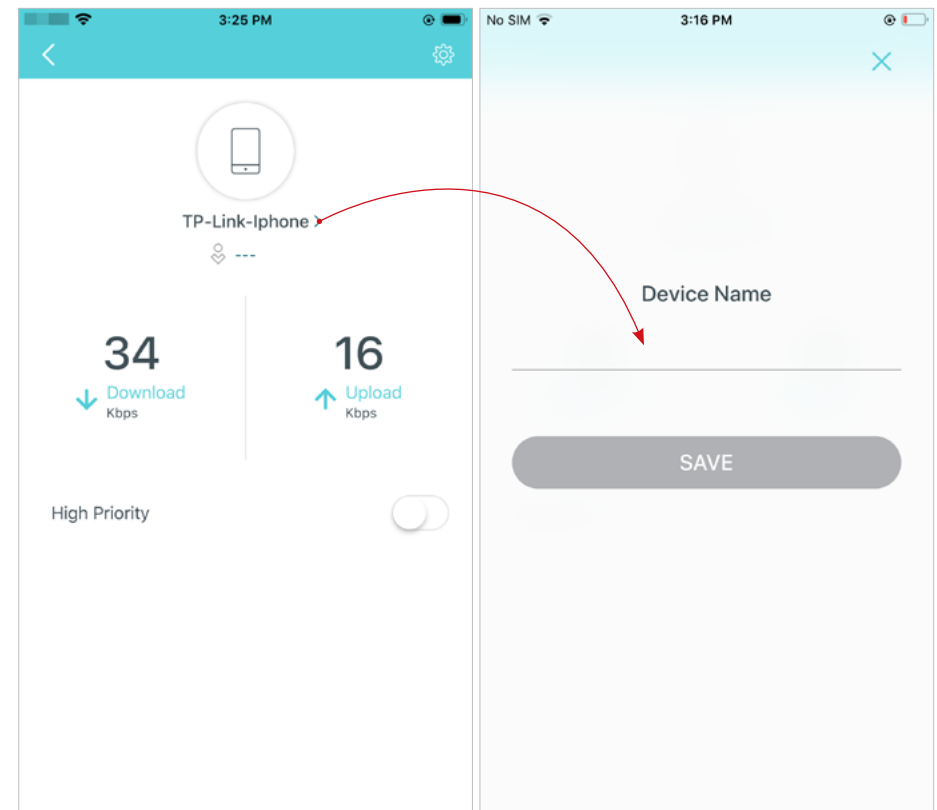 3:25 PM
TP-Link-Iphone >
---
34
Download
Kbps
16
Upload
Kbps
High Priority
No SIM
3:16 PM
Device Name
SAVE